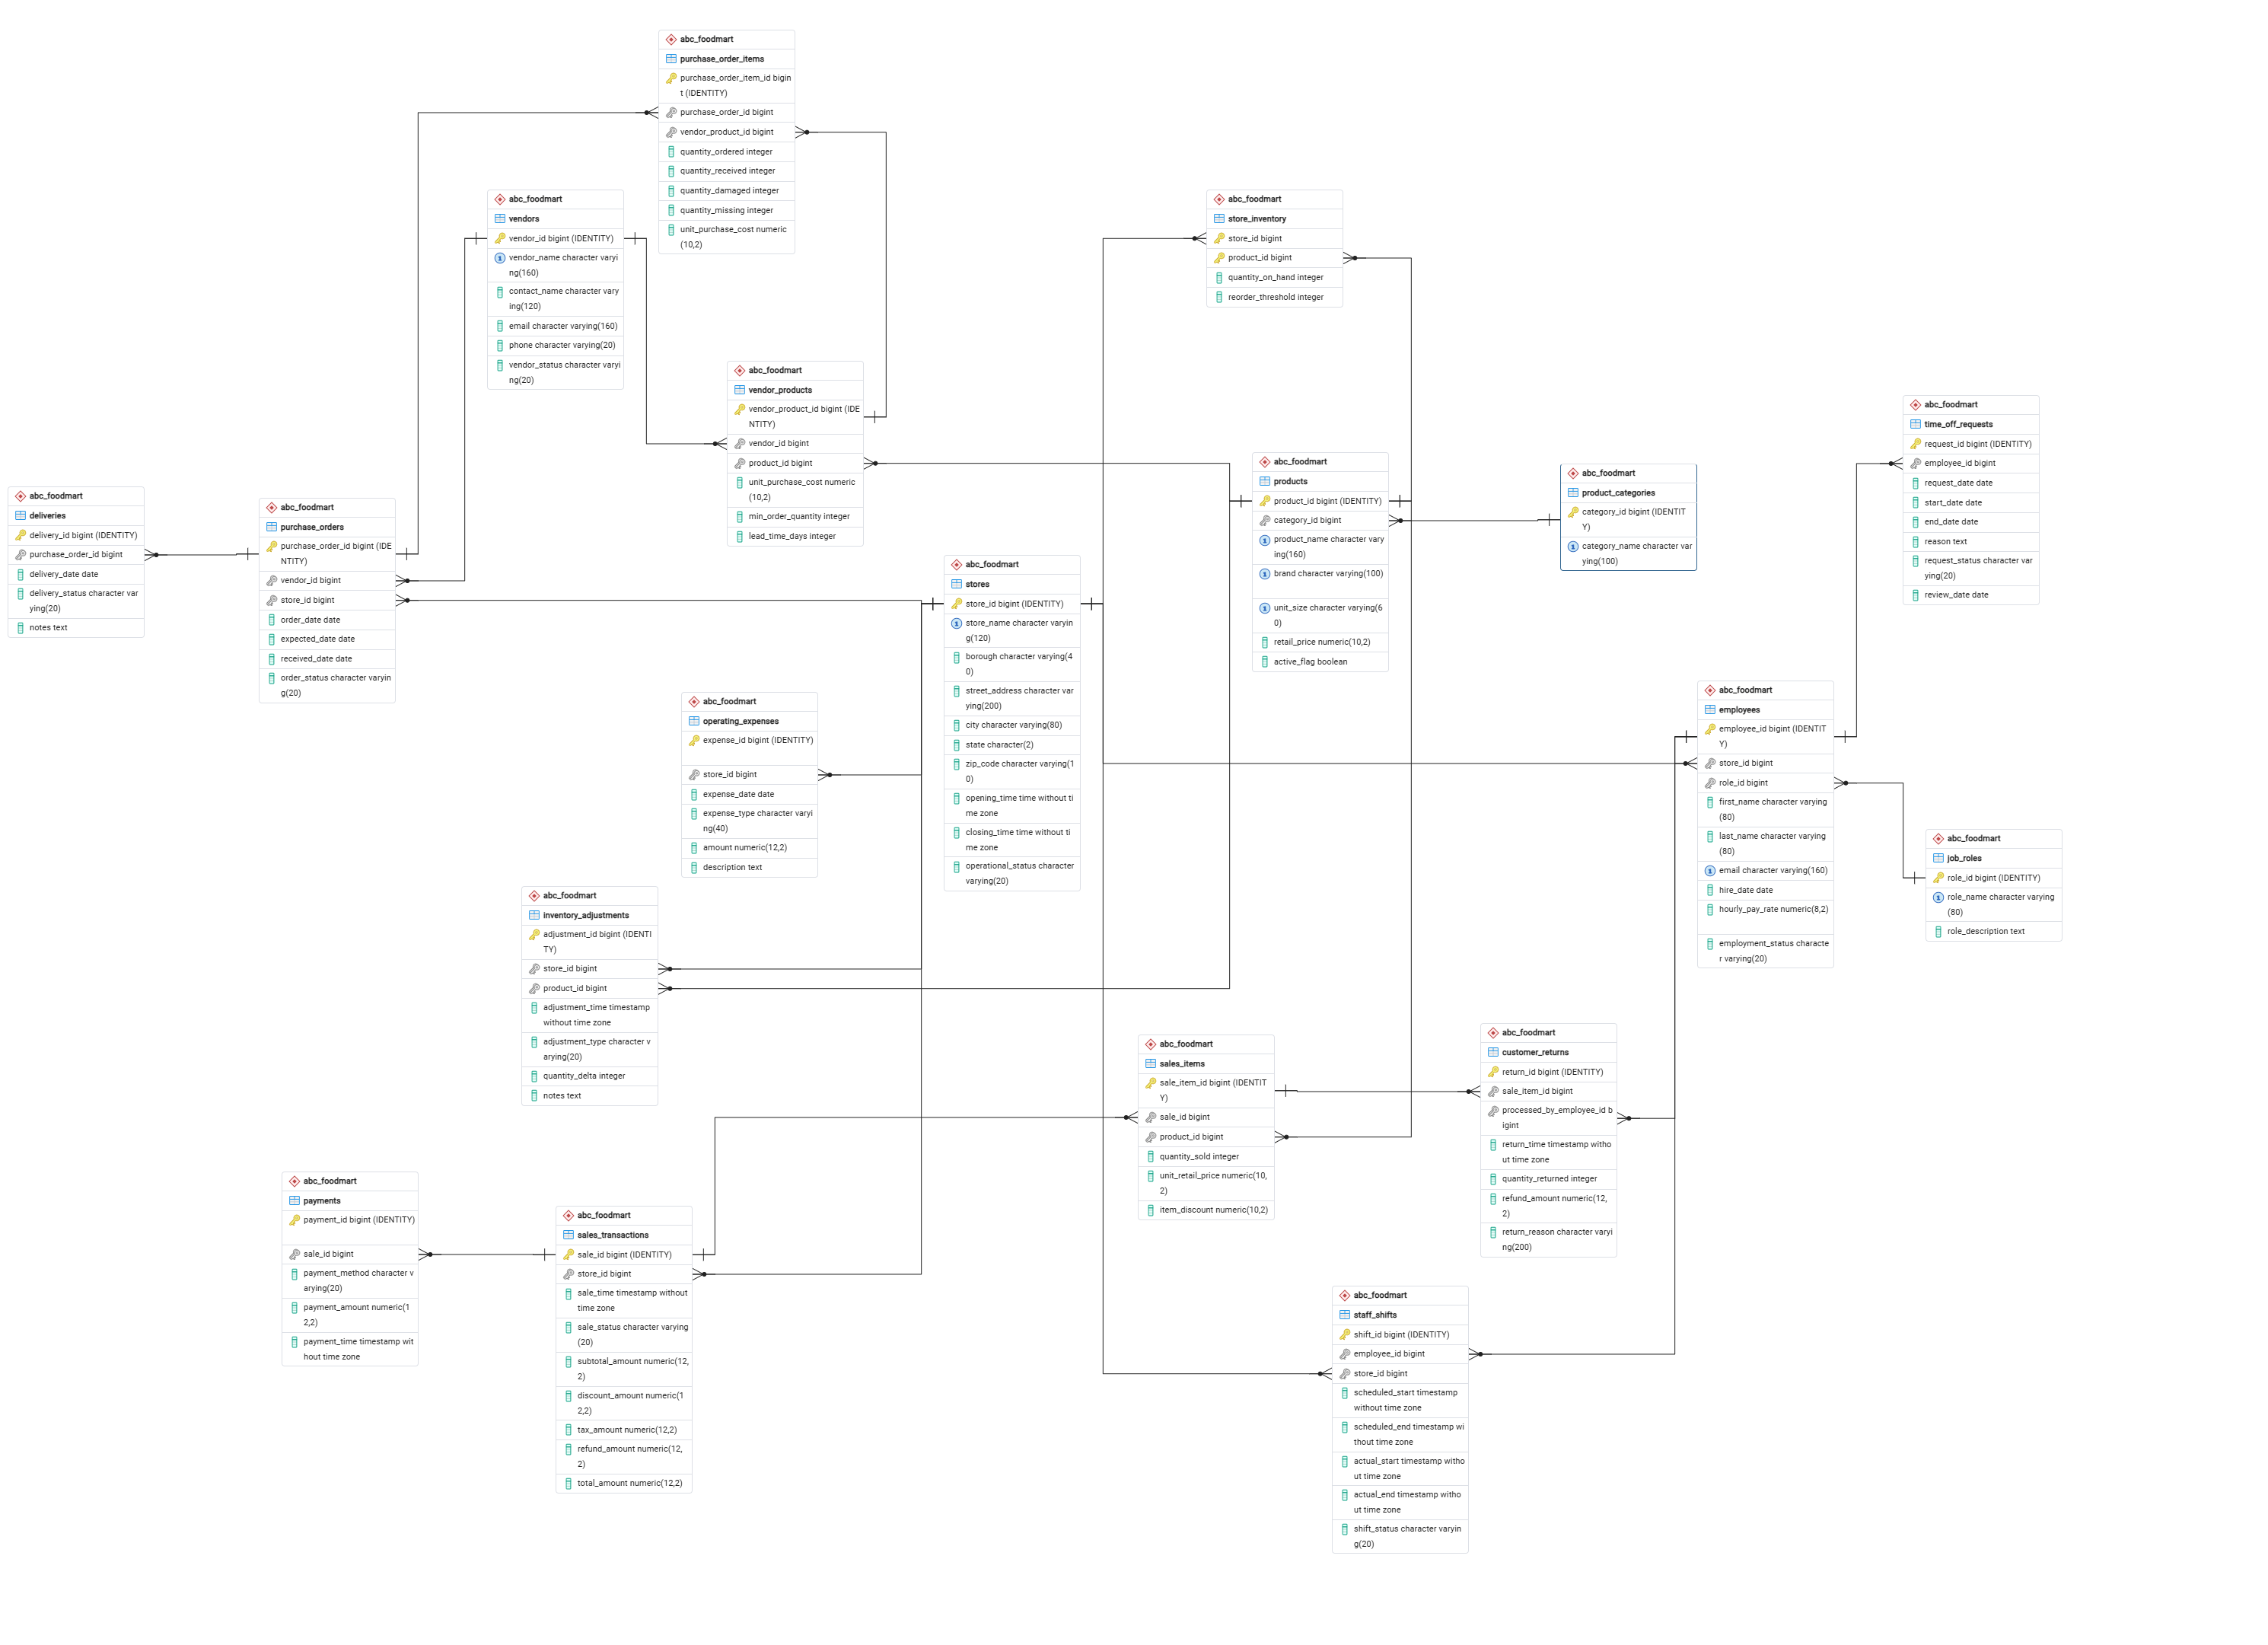 abc_foodmart
purchase_order_items
purchase_order_item_id bigin
t (IDENTITY)
purchase_order_id bigint
vendor_product_id bigint
quantity_ordered integer
quantity_received integer
quantity_damaged integer
quantity_missing integer
unit_purchase_cost numeric
(10,2)
abc_foodmart
vendors
vendor_id bigint (IDENTITY)
vendor_name character varyi
ng(160)
contact_name character vary
ing(120)
email character varying(160)
phone character varying(20)
vendor_status character varyi
ng(20)
abc_foodmart
store_inventory
store_id bigint
product_id bigint
quantity_on_hand integer
reorder_threshold integer
abc_foodmart
vendor_products
vendor_product_id bigint (IDE
NTITY)
vendor_id bigint
product_id bigint
unit_purchase_cost numeric
(10,2)
min_order_quantity integer
lead_time_days integer
abc_foodmart
time_off_requests
request_id bigint (IDENTITY)
employee_id bigint
request_date date
start_date date
end_date date
reason text
request_status character var
ying(20)
review_date date
abc_foodmart
products
product_id bigint (IDENTITY)
category_id bigint
product_name character vary
ing(160)
brand character varying(100)
unit_size character varying(6
0)
retail_price numeric(10,2)
active_flag boolean
abc_foodmart
product_categories
category_id bigint (IDENTIT
Y)
category_name character var
ying(100)
abc_foodmart
deliveries
delivery_id bigint (IDENTITY)
purchase_order_id bigint
delivery_date date
delivery_status character var
ying(20)
notes text
abc_foodmart
purchase_orders
purchase_order_id bigint (IDE
NTITY)
vendor_id bigint
store_id bigint
order_date date
expected_date date
received_date date
order_status character varyin
g(20)
abc_foodmart
stores
store_id bigint (IDENTITY)
store_name character varyin
g(120)
borough character varying(4
0)
street_address character var
ying(200)
city character varying(80)
state character(2)
zip_code character varying(1
0)
opening_time time without ti
me zone
closing_time time without ti
me zone
operational_status character
varying(20)
abc_foodmart
operating_expenses
expense_id bigint (IDENTITY)
store_id bigint
expense_date date
expense_type character varyi
ng(40)
amount numeric(12,2)
description text
abc_foodmart
employees
employee_id bigint (IDENTIT
Y)
store_id bigint
role_id bigint
first_name character varying
(80)
last_name character varying
(80)
email character varying(160)
hire_date date
hourly_pay_rate numeric(8,2)
employment_status characte
r varying(20)
abc_foodmart
job_roles
role_id bigint (IDENTITY)
role_name character varying
(80)
role_description text
abc_foodmart
inventory_adjustments
adjustment_id bigint (IDENTI
TY)
store_id bigint
product_id bigint
adjustment_time timestamp
without time zone
adjustment_type character v
arying(20)
quantity_delta integer
notes text
abc_foodmart
sales_items
sale_item_id bigint (IDENTIT
Y)
sale_id bigint
product_id bigint
quantity_sold integer
unit_retail_price numeric(10,
2)
item_discount numeric(10,2)
abc_foodmart
customer_returns
return_id bigint (IDENTITY)
sale_item_id bigint
processed_by_employee_id b
igint
return_time timestamp witho
ut time zone
quantity_returned integer
refund_amount numeric(12,
2)
return_reason character varyi
ng(200)
abc_foodmart
payments
payment_id bigint (IDENTITY)
sale_id bigint
payment_method character v
arying(20)
payment_amount numeric(1
2,2)
payment_time timestamp wit
hout time zone
abc_foodmart
sales_transactions
sale_id bigint (IDENTITY)
store_id bigint
sale_time timestamp without
time zone
sale_status character varying
(20)
subtotal_amount numeric(12,
2)
discount_amount numeric(1
2,2)
tax_amount numeric(12,2)
refund_amount numeric(12,
2)
total_amount numeric(12,2)
abc_foodmart
staff_shifts
shift_id bigint (IDENTITY)
employee_id bigint
store_id bigint
scheduled_start timestamp
without time zone
scheduled_end timestamp wi
thout time zone
actual_start timestamp witho
ut time zone
actual_end timestamp witho
ut time zone
shift_status character varyin
g(20)